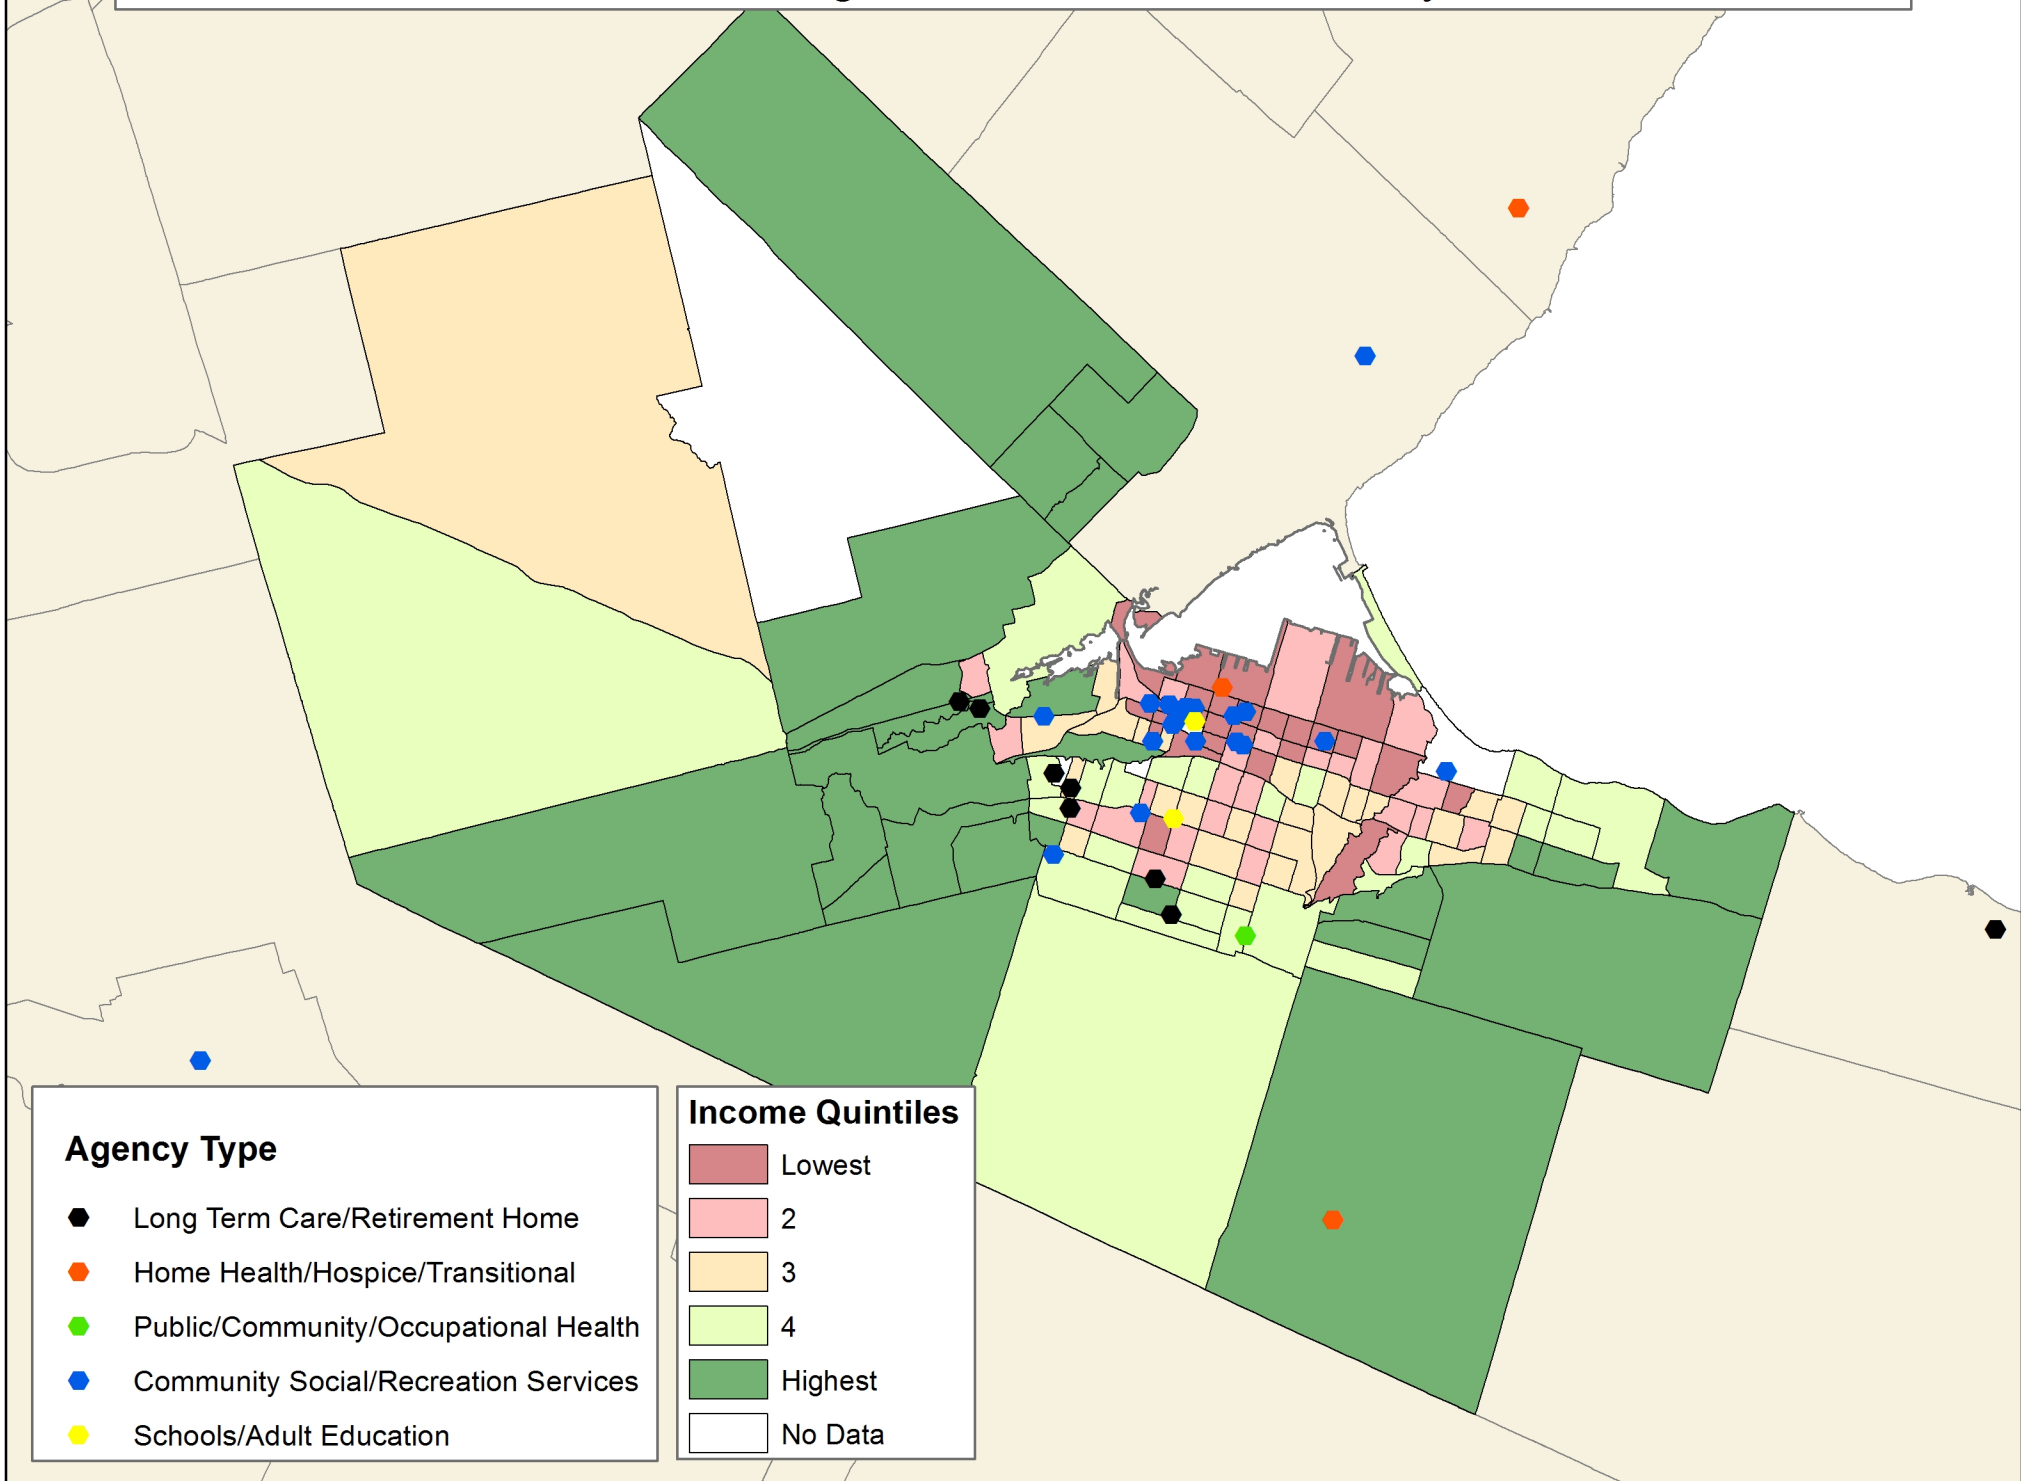 Agency Type
Long Term Care/Retirement Home
Home Health/Hospice/Transitional
Public/Community/Occupational Health
Community Social/Recreation Services
Schools/Adult Education
Income Quintiles
Lowest
2
3
4
Highest
No Data